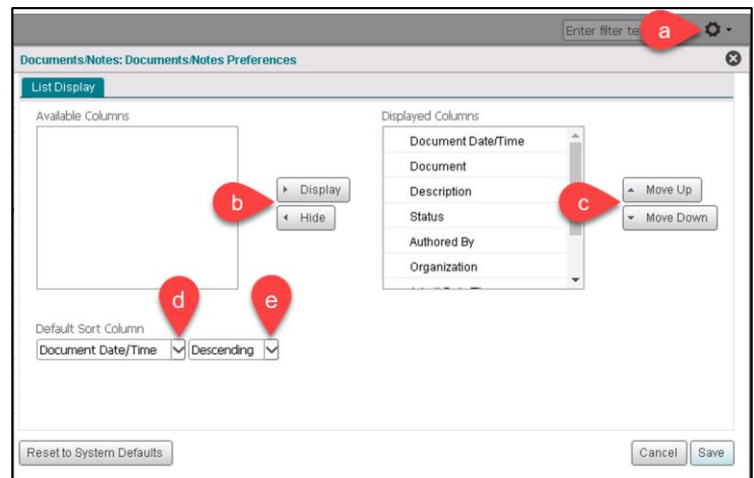 Enter filter te
a
Documents/Notes: Documents/Notes Preferences
List Display
Available Columns
Displayed Columns
Document Date/Time
Document
Description
Status
Authored By
Organization
b
Display
Hide
c
Move Up
Move Down
d
e
Default Sort Column
Document Date/Time
Descending
Reset to System Defaults
Cancel
Save